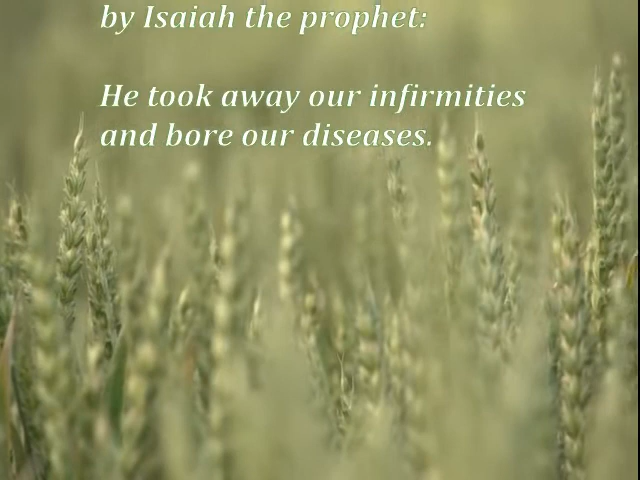 by Isaiah the prophet:
He took away our infirmities
and bore our diseases.